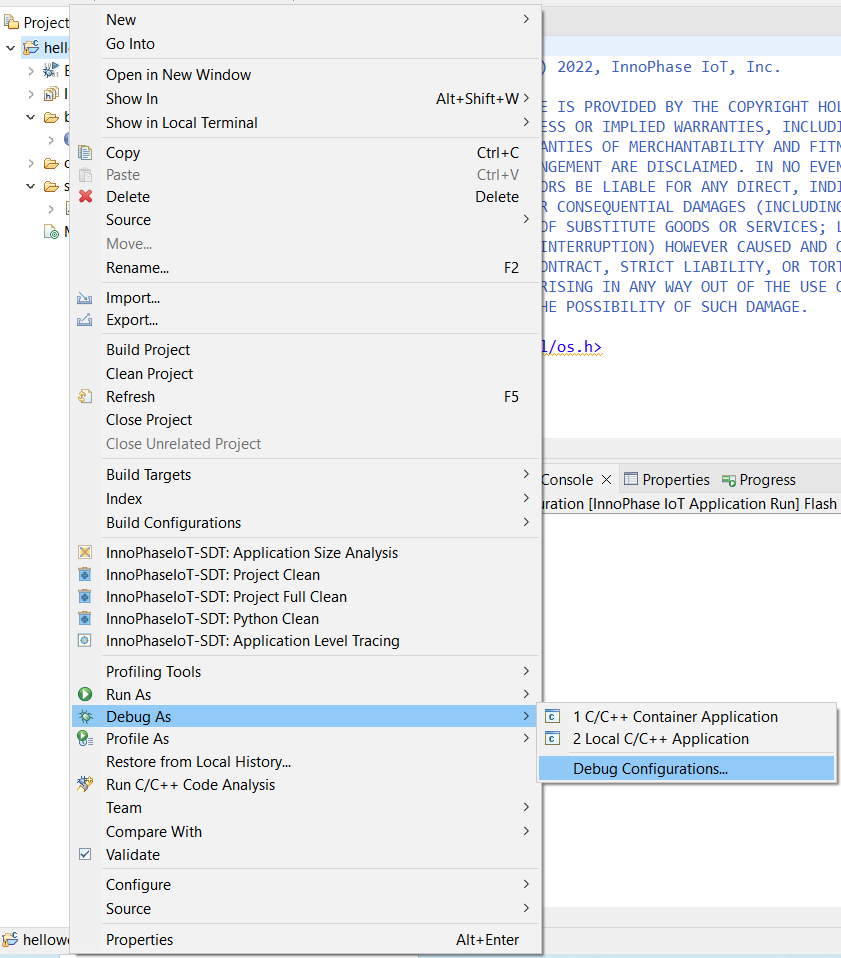 Project
New
Go Into
Open in New Window
Show In Alt+Shift+W
Show in Local Terminal
Copy Ctrl+C
Paste Ctrl+V
Delete Delete
Source
Move...
Rename... F2
Import...
Export...
Build Project
Clean Project
Refresh F5
Close Project
Close Unrelated Project
Build Targets
Index
Build Configurations
InnoPhaseIoT-SDT: Application Size Analysis
InnoPhaseIoT-SDT: Project Clean
InnoPhaseIoT-SDT: Project Full Clean
InnoPhaseIoT-SDT: Python Clean
InnoPhaseIoT-SDT: Application Level Tracing
Profiling Tools
Run As
Debug As
Profile As
Restore from Local History...
Run C/C++ Code Analysis
Team
Compare With
Validate
Configure
Source
Properties Alt+Enter
1 C/C++ Container Application
2 Local C/C++ Application
Debug Configurations...
) 2022, InnoPhase IoT, Inc.
E IS PROVIDED BY THE COPYRIGHT HOL
ESS OR IMPLIED WARRANTIES, INCLUDI
ANTIES OF MERCHANTABILITY AND FITN
NGEMENT ARE DISCLAIMED. IN NO EVEN
ORS BE LIABLE FOR ANY DIRECT, INDI
R CONSEQUENTIAL DAMAGES (INCLUDING
OF SUBSTITUTE GOODS OR SERVICES; L
INTERRUPTION) HOWEVER CAUSED AND O
ONTRACT, STRICT LIABILITY, OR TORT
RISING IN ANY WAY OUT OF THE USE O
HE POSSIBILITY OF SUCH DAMAGE.
l/os.h>
Console Properties Progress
uration [InnoPhase IoT Application Run] Flash
hellow